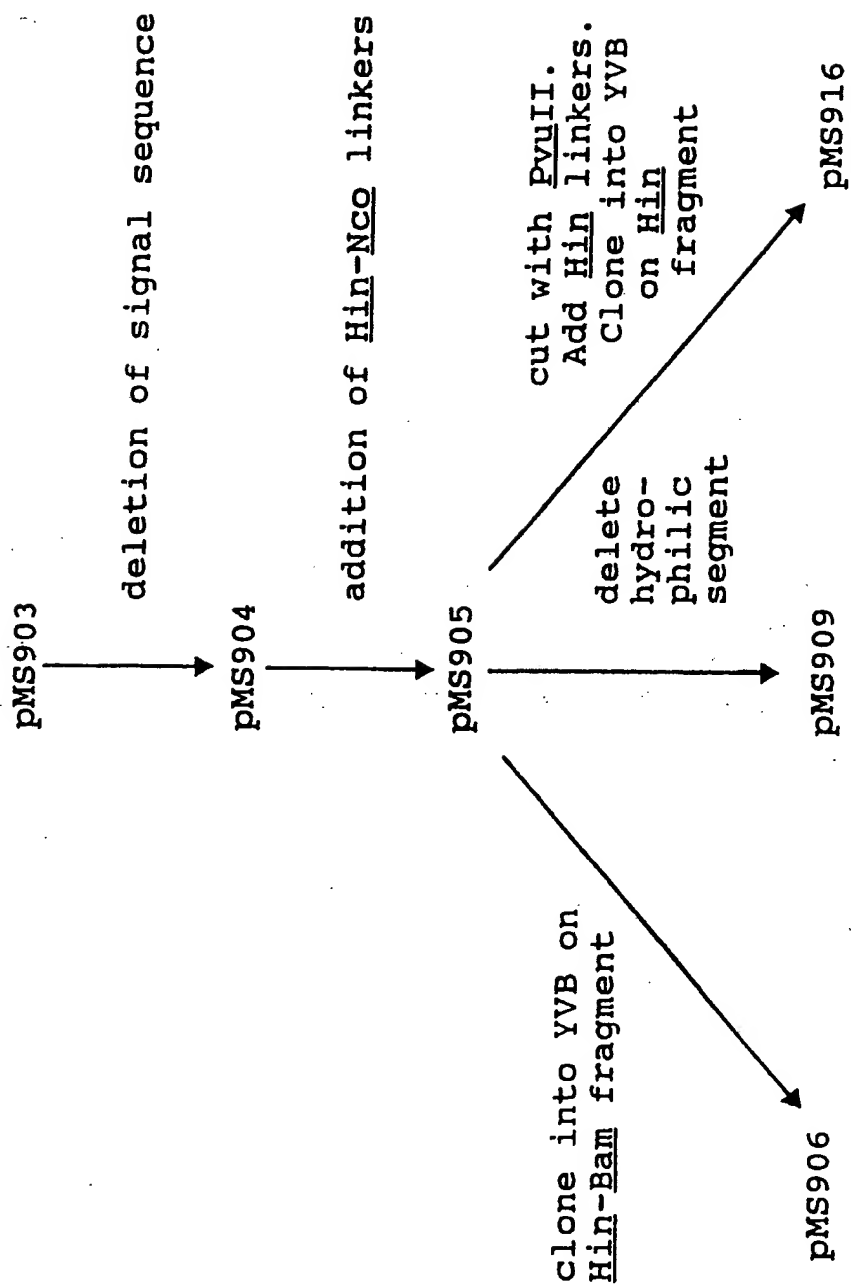 pMS903
deletion of signal sequence
pMS904
addition of Hin-Nco linkers
pMS905
clone into YVB on
Hin-Bam fragment
delete
hydro-
philic
segment
cut with PvuII.
Add Hin linkers.
Clone into YVB
on Hin
fragment
pMS906
pMS909
pMS916